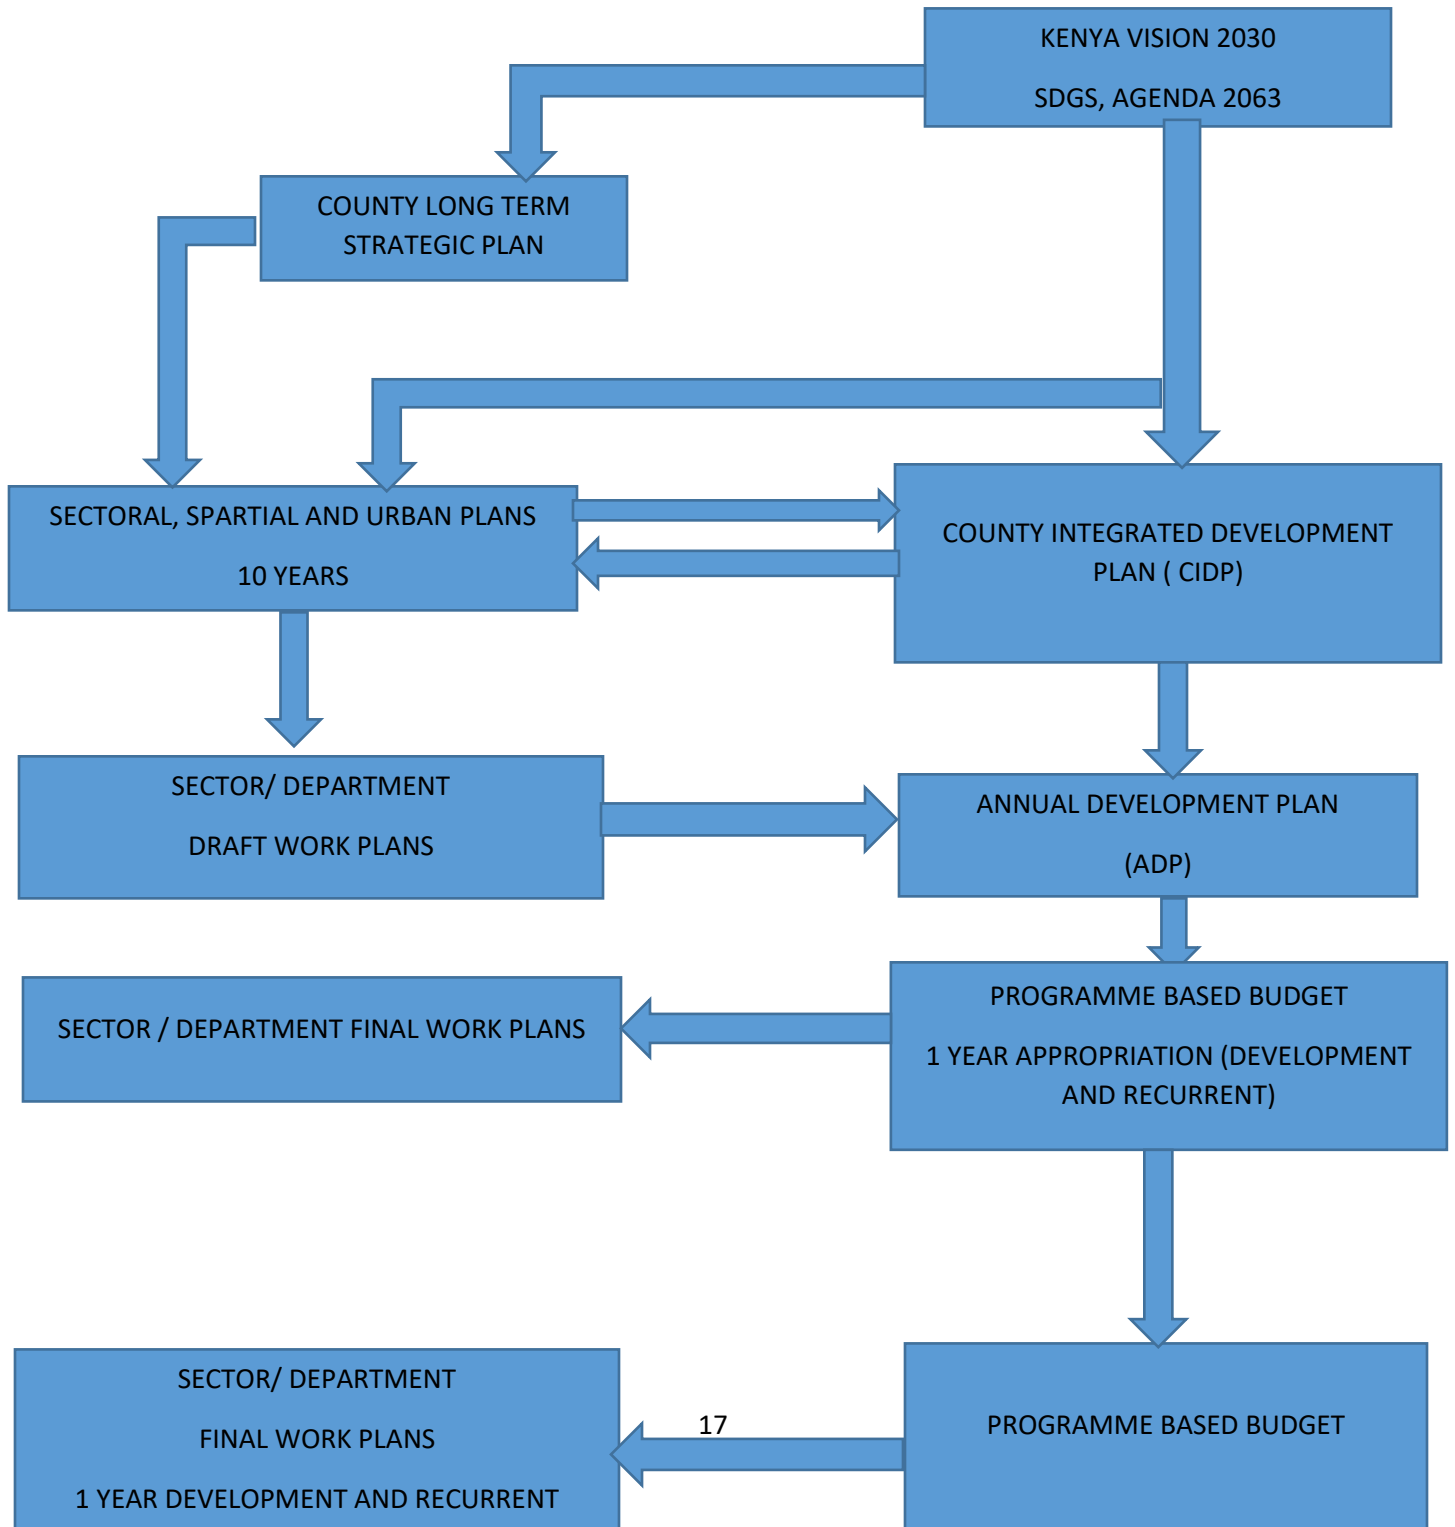 KENYA VISION 2030
SDGS, AGENDA 2063
COUNTY LONG TERM
STRATEGIC PLAN
SECTORAL, SPARTIAL AND URBAN PLANS
10 YEARS
COUNTY INTEGRATED DEVELOPMENT
PLAN ( CIDP)
SECTOR/ DEPARTMENT
DRAFT WORK PLANS
ANNUAL DEVELOPMENT PLAN
(ADP)
SECTOR / DEPARTMENT FINAL WORK PLANS
PROGRAMME BASED BUDGET
1 YEAR APPROPRIATION (DEVELOPMENT
AND RECURRENT)
SECTOR/ DEPARTMENT
FINAL WORK PLANS
1 YEAR DEVELOPMENT AND RECURRENT
17
PROGRAMME BASED BUDGET